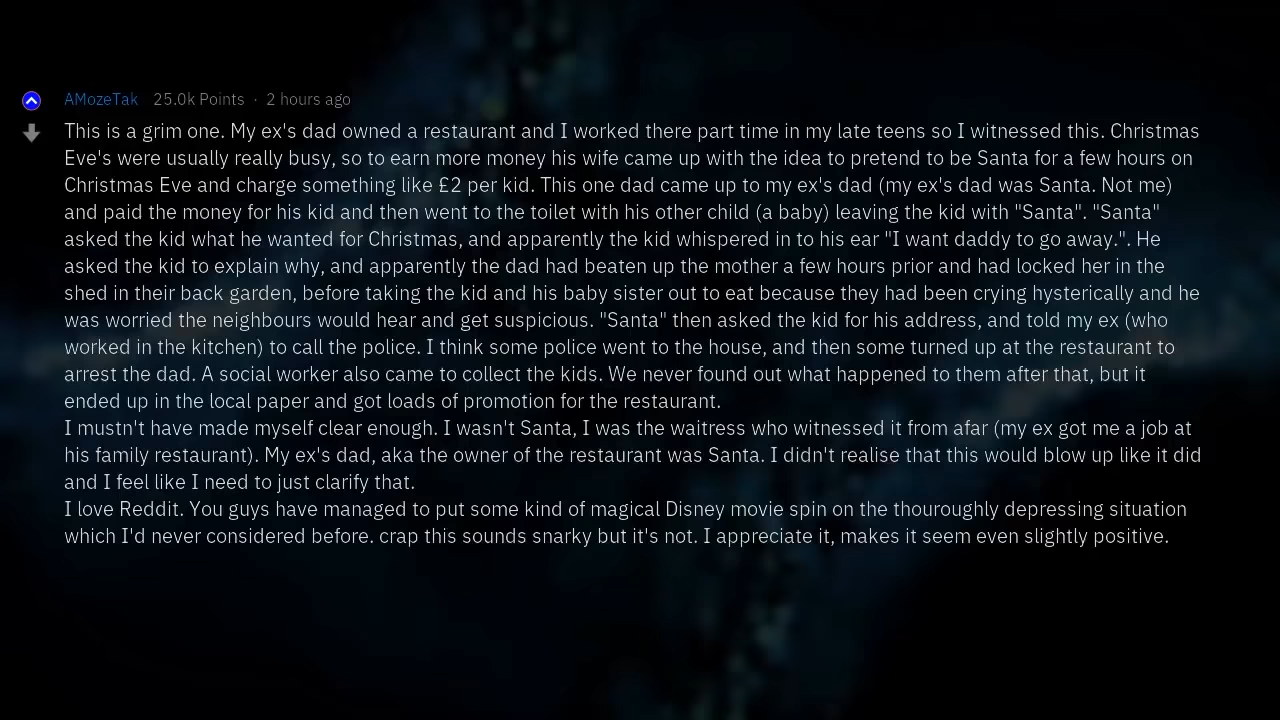 AMozeTak 25.0k Points · 2 hours ago
This is a grim one. My ex's dad owned a restaurant and I worked there part time in my late teens so I witnessed this. Christmas
Eve's were usually really busy, so to earn more money his wife came up with the idea to pretend to be Santa for a few hours on
Christmas Eve and charge something like £2 per kid. This one dad came up to my ex's dad (my ex's dad was Santa. Not me)
and paid the money for his kid and then went to the toilet with his other child (a baby) leaving the kid with "Santa". "Santa"
asked the kid what he wanted for Christmas, and apparently the kid whispered in to his ear "I want daddy to go away.". He
asked the kid to explain why, and apparently the dad had beaten up the mother a few hours prior and had locked her in the
shed in their back garden, before taking the kid and his baby sister out to eat because they had been crying hysterically and he
was worried the neighbours would hear and get suspicious. "Santa" then asked the kid for his address, and told my ex (who
worked in the kitchen) to call the police. I think some police went to the house, and then some turned up at the restaurant to
arrest the dad. A social worker also came to collect the kids. We never found out what happened to them after that, but it
ended up in the local paper and got loads of promotion for the restaurant.
I mustn't have made myself clear enough. I wasn't Santa, I was the waitress who witnessed it from afar (my ex got me a job at
his family restaurant). My ex's dad, aka the owner of the restaurant was Santa. I didn't realise that this would blow up like it did
and I feel like I need to just clarify that.
I love Reddit. You guys have managed to put some kind of magical Disney movie spin on the thouroughly depressing situation
which I'd never considered before. crap this sounds snarky but it's not. I appreciate it, makes it seem even slightly positive.